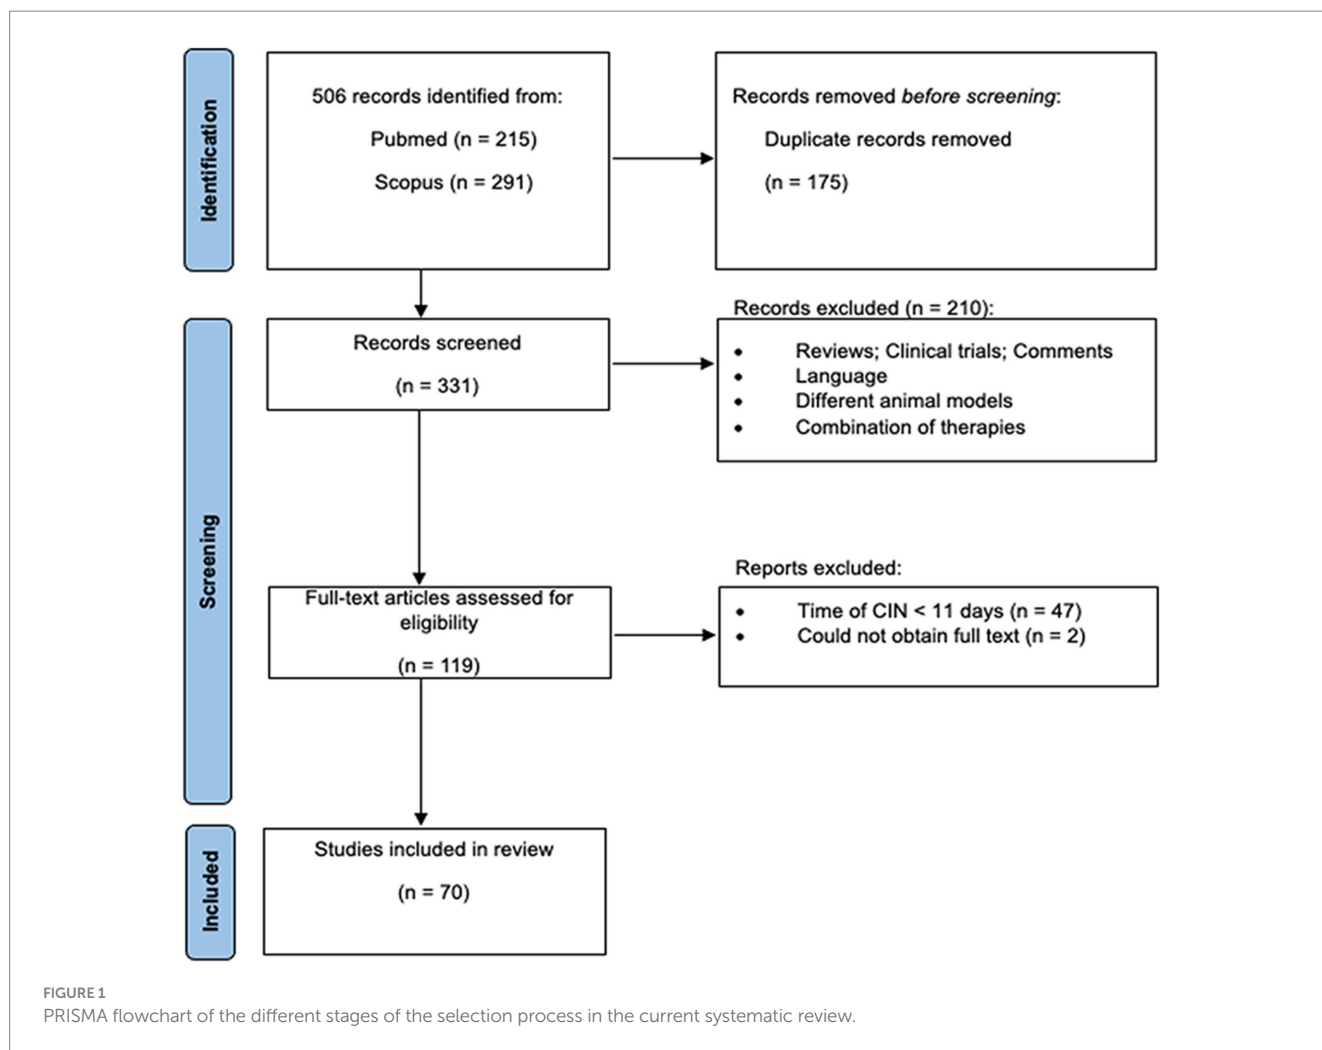 Identification
506 records identified from:
Pubmed (n = 215)
Scopus (n = 291)
Records removed before screening:
Duplicate records removed
(n = 175)
Screening
Records screened
(n = 331)
Records excluded (n = 210):
• Reviews; Clinical trials; Comments
• Language
• Different animal models
• Combination of therapies
Full-text articles assessed for
eligibility
(n = 119)
Reports excluded:
• Time of CIN < 11 days (n = 47)
• Could not obtain full text (n = 2)
Included
Studies included in review
(n = 70)
FIGURE 1
PRISMA flowchart of the different stages of the selection process in the current systematic review.